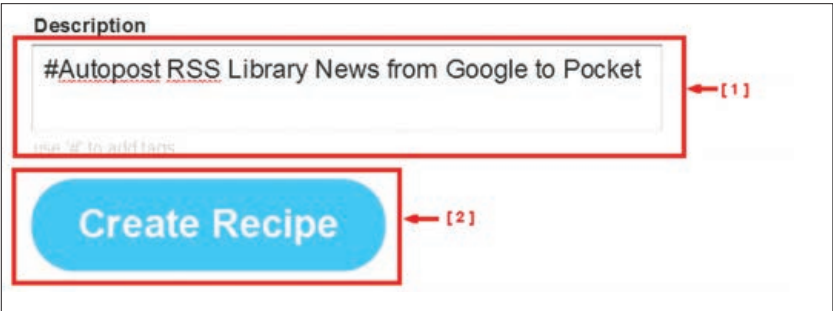 Description
#Autopost RSS Library News from Google to Pocket
[1]
use '#' to add tags
Create Recipe
[2]